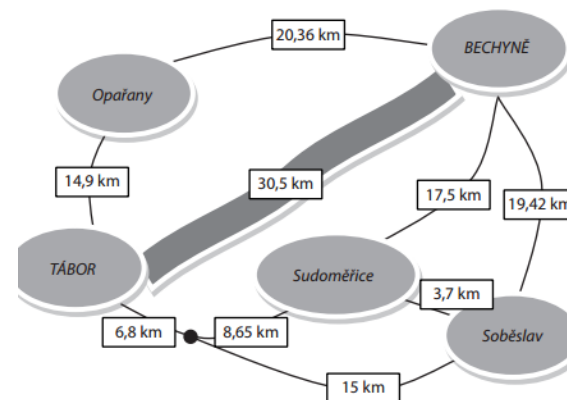 20,36 km
BECHYNĚ
Opařany
14,9 km
30,5 km
17,5 km
19,42 km
TÁBOR
Sudoměřice
3,7 km
6,8 km
8,65 km
Soběslav
15 km